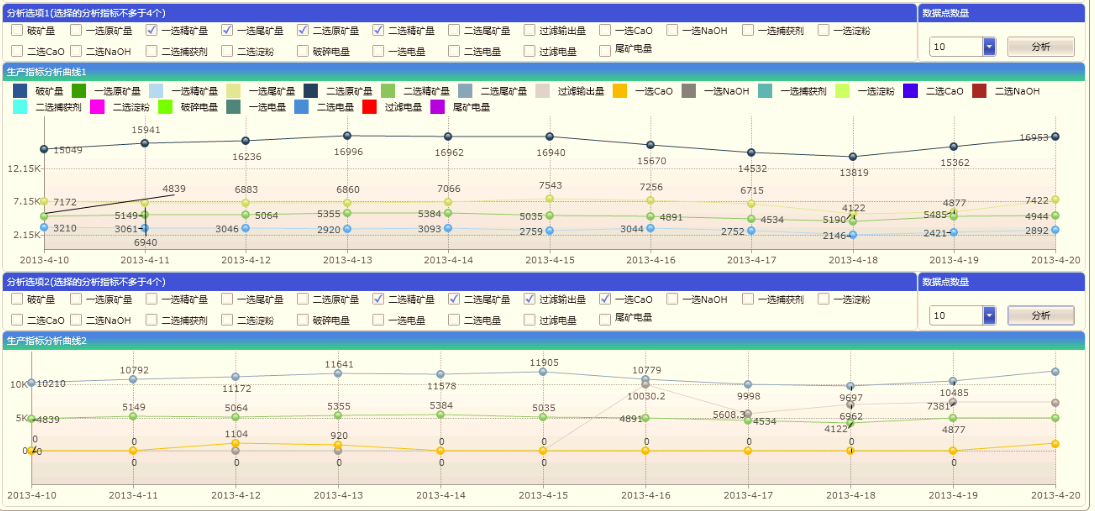 分析选项1(选择的分析指标不多于4个) 数据点数量
破矿量 一选原矿量 一选精矿量 一选尾矿量 二选原矿量 二选精矿量 二选尾矿量 过滤输出量 一选CaO 一选NaOH 一选捕获剂 一选淀粉
二选CaO 二选NaOH 二选捕获剂 二选淀粉 破碎电量 一选电量 二选电量 过滤电量 尾矿电量
10 分析
生产指标分析曲线1
破矿量 一选原矿量 一选精矿量 一选尾矿量 二选原矿量 二选精矿量 二选尾矿量 过滤输出量 一选CaO 一选NaOH 一选捕获剂 一选淀粉 二选CaO 二选NaOH
二选捕获剂 二选淀粉 破碎电量 一选电量 二选电量 过滤电量 尾矿电量
15049 15941 16236 16996 16962 16940 15670 14532 13819 15362 16953
12.15K
7172 4839 6883 6860 7066 7543 7256 6715 4122 4877 7422
7.15K
5149 5064 5355 5384 5035 4891 4534 5190 5485 4944
3210 3061 3046 2920 3093 2759 3044 2752 2146 2421 2892
2.15K
6940
2013-4-10 2013-4-11 2013-4-12 2013-4-13 2013-4-14 2013-4-15 2013-4-16 2013-4-17 2013-4-18 2013-4-19 2013-4-20
分析选项2(选择的分析指标不多于4个) 数据点数量
破矿量 一选原矿量 一选精矿量 一选尾矿量 二选原矿量 二选精矿量 二选尾矿量 过滤输出量 一选CaO 一选NaOH 一选捕获剂 一选淀粉
二选CaO 二选NaOH 二选捕获剂 二选淀粉 破碎电量 一选电量 二选电量 过滤电量 尾矿电量
10 分析
生产指标分析曲线2
10K 10210 10792 11172 11641 11578 11905 10779 9998 9697 10485
10030.2 5608.3 6962 7381
5K 4839 5149 5064 5355 5384 5035 4891 4534 4122 4877
0 0 1104 920 0 0 0 0 0 0
0 0 0 0 0 0
2013-4-10 2013-4-11 2013-4-12 2013-4-13 2013-4-14 2013-4-15 2013-4-16 2013-4-17 2013-4-18 2013-4-19 2013-4-20